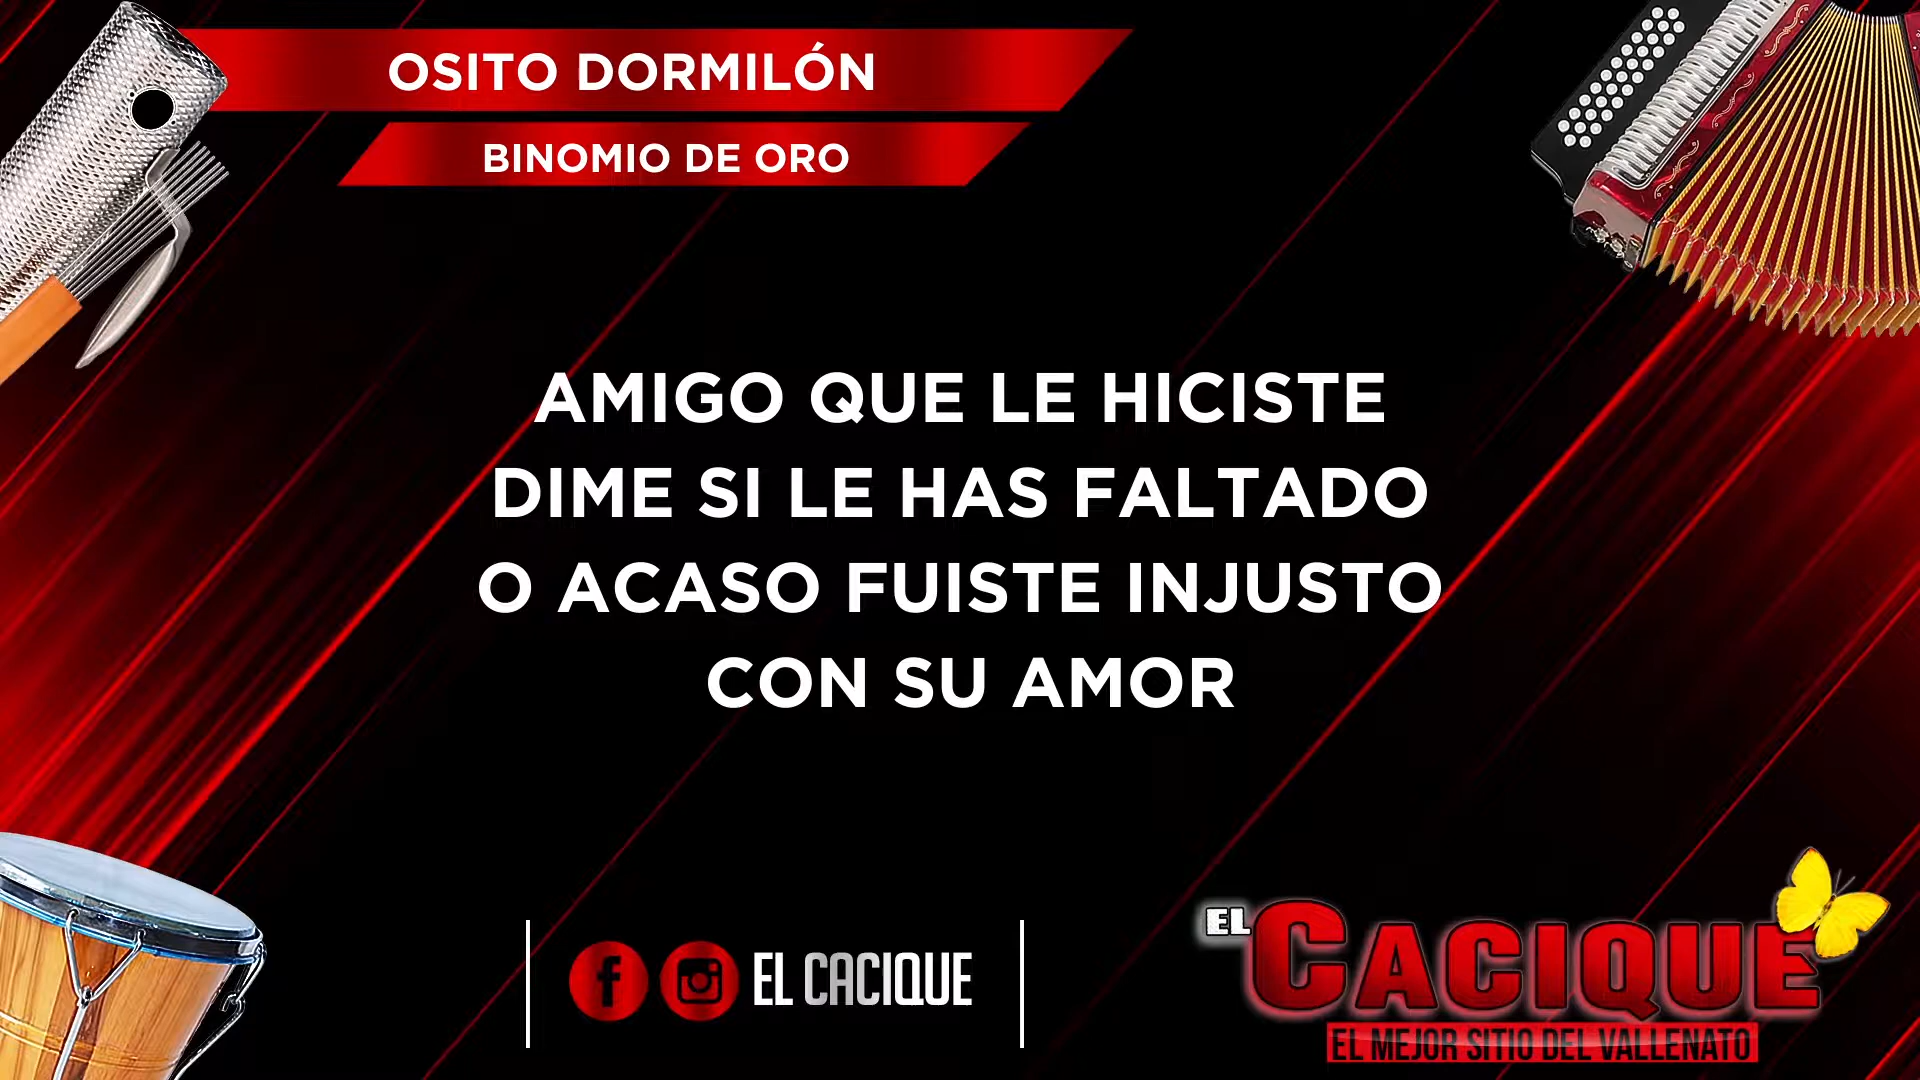 OSITO DORMILÓN
BINOMIO DE ORO
AMIGO QUE LE HICISTE
DIME SI LE HAS FALTADO
O ACASO FUISTE INJUSTO
CON SU AMOR
EL CACIQUE
EL CACIQUE
EL MEJOR SITIO DEL VALLENATO